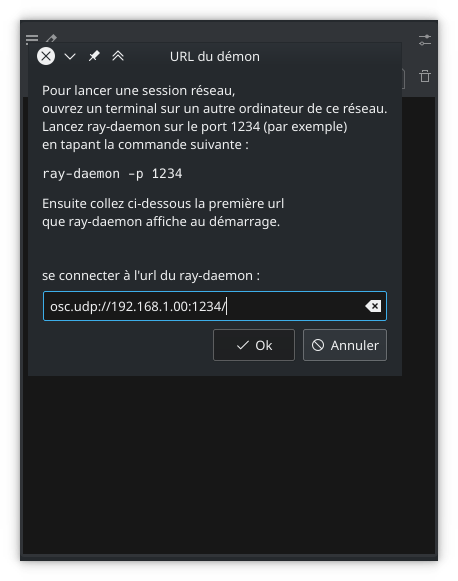 URL du démon
Pour lancer une session réseau,
ouvrez un terminal sur un autre ordinateur de ce réseau.
Lancez ray-daemon sur le port 1234 (par exemple)
en tapant la commande suivante :
ray-daemon -p 1234
Ensuite collez ci-dessous la première url
que ray-daemon affiche au démarrage.
se connecter à l'url du ray-daemon :
osc.udp://192.168.1.00:1234/
Ok
Annuler